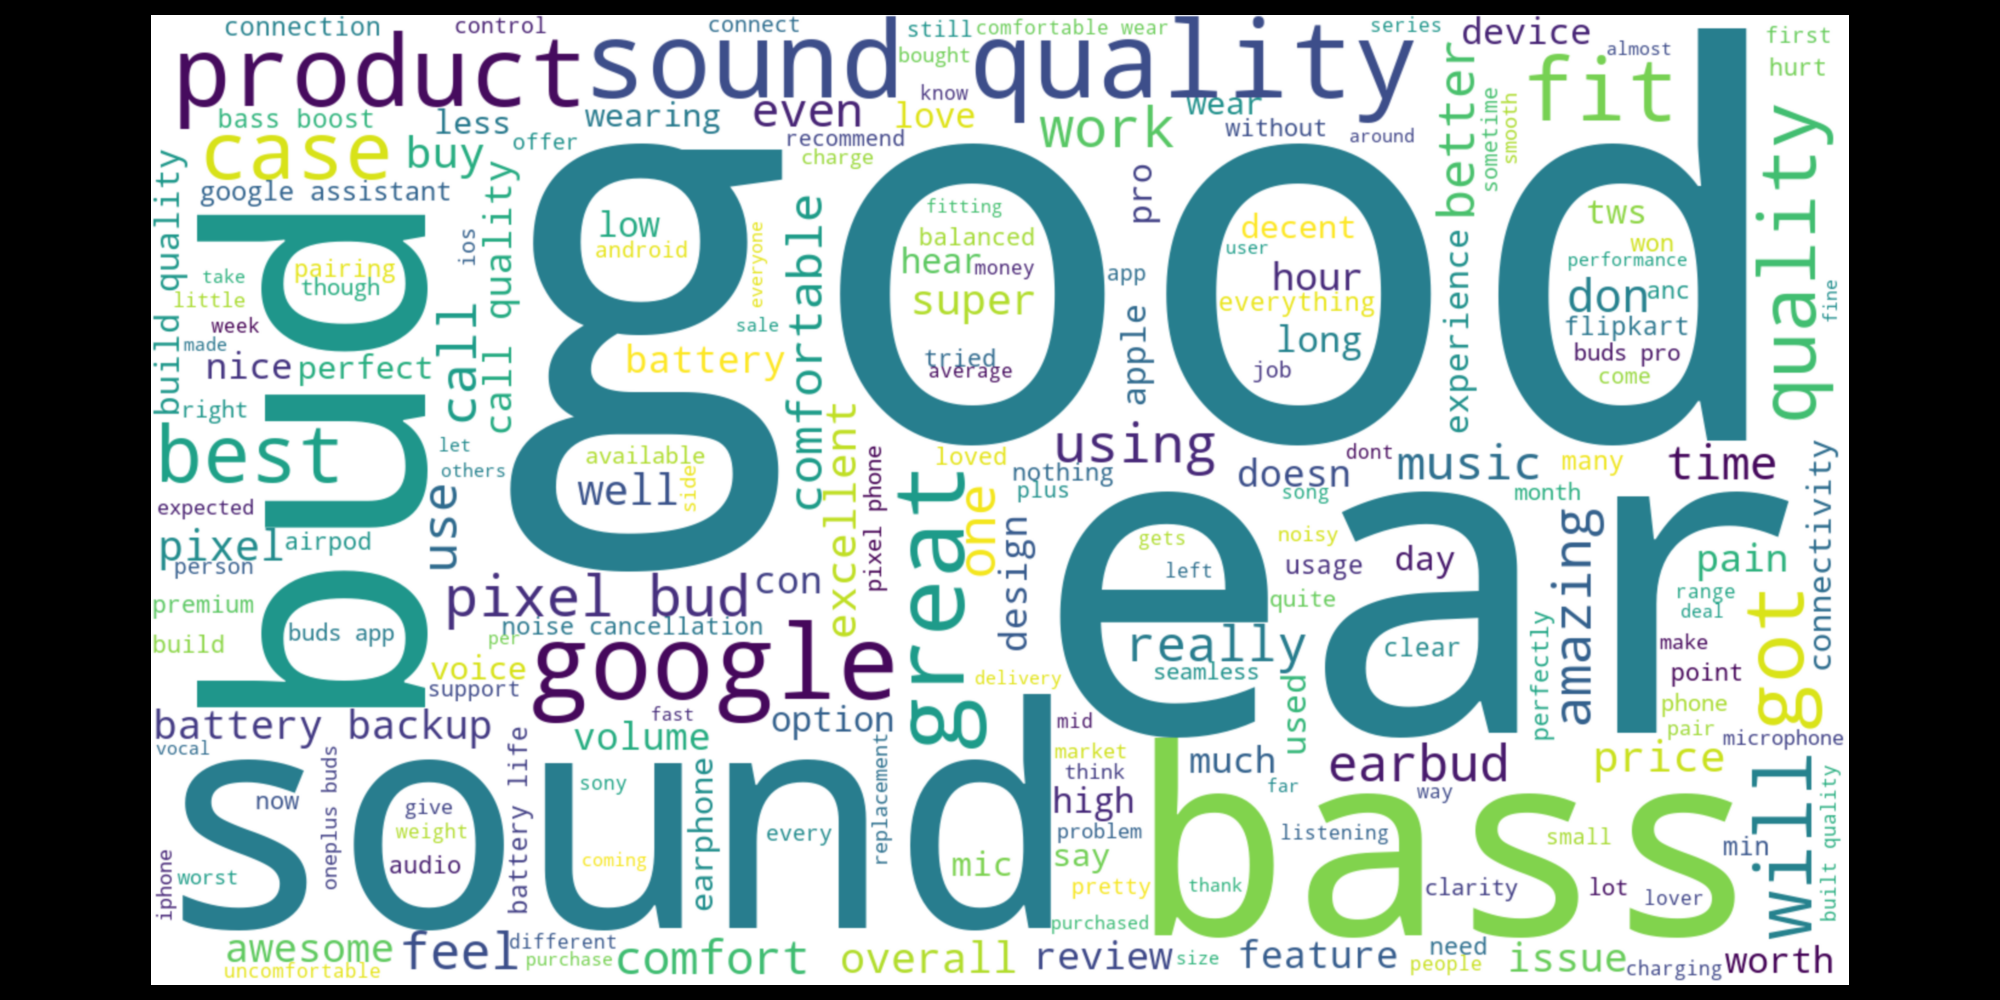 connection
control
connect
still
comfortable wear
series
device
almost
first
product
sound quality
bought
fit
hurt
bass boost
less
wearing
even
know
love
work
wear
without
around
better
sometime
smooth
case
buy
offer
recommend
charge
google assistant
build quality
call quality
ios
good
low
android
everyone
comfortable
fitting
balanced
hear
money
super
tried
average
pro
app
apple
decent
user
hour
everything
long
job
experience
tws
won
performance
don
anc
flipkart
buds pro
come
quality
fine
take
little
week
made
pairing
though
bud
nice
perfect
call
sale
battery
right
best
let
others
use
available
well
side
excellent
pixel phone
loved
nothing
plus
using
doesn
dont
music
many
time
song
month
expected
pixel
airpod
person
great
one
design
ear
gets
left
noisy
usage
day
quite
amazing
pain
range
deal
got
connectivity
premium
build
buds app
pixel bud
con
noise cancellation
per
voice
support
google
really
seamless
clear
perfectly
make
point
phone
pair
microphone
delivery
used
battery backup
vocal
fast
option
volume
mid
market
think
high
problem
say
pretty
purchased
much
far
earbud
way
price
will
built quality
sound
now
oneplus buds
give
weight
audio
battery life
sony
coming
earphone
every
replacement
mic
bass
thank
listening
clarity
small
lot
lover
min
iphone
worst
awesome
uncomfortable
feel
different
purchase
comfort
overall
review
size
feature
need
people
issue
charging
worth